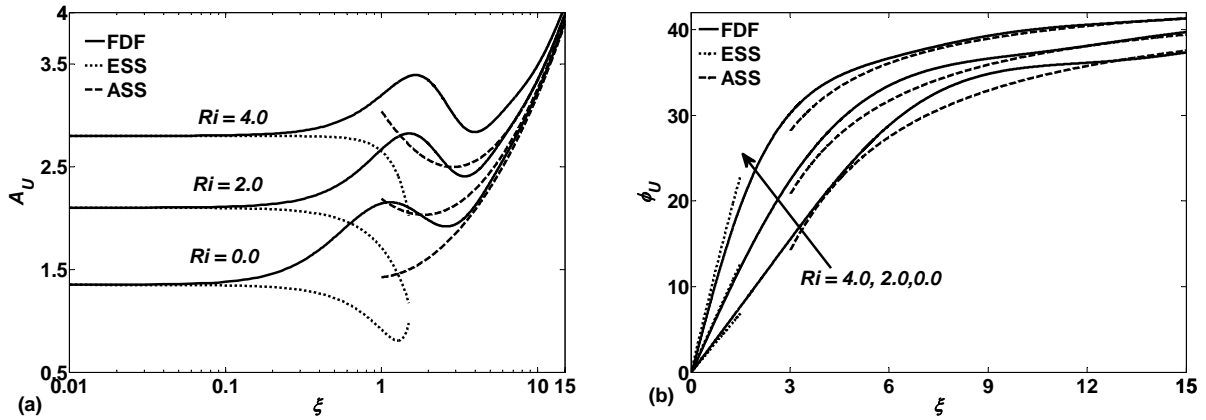 4
3.5
3
2.5
2
1.5
0.5
0.01
0.1
1
10 15
A_U
ξ
(a)
FDF
ESS
ASS
Ri = 4.0
Ri = 2.0
Ri = 0.0
40
30
20
10
0
0
3
6
9
12
15
ϕ_U
ξ
(b)
FDF
ESS
ASS
Ri = 4.0, 2.0,0.0